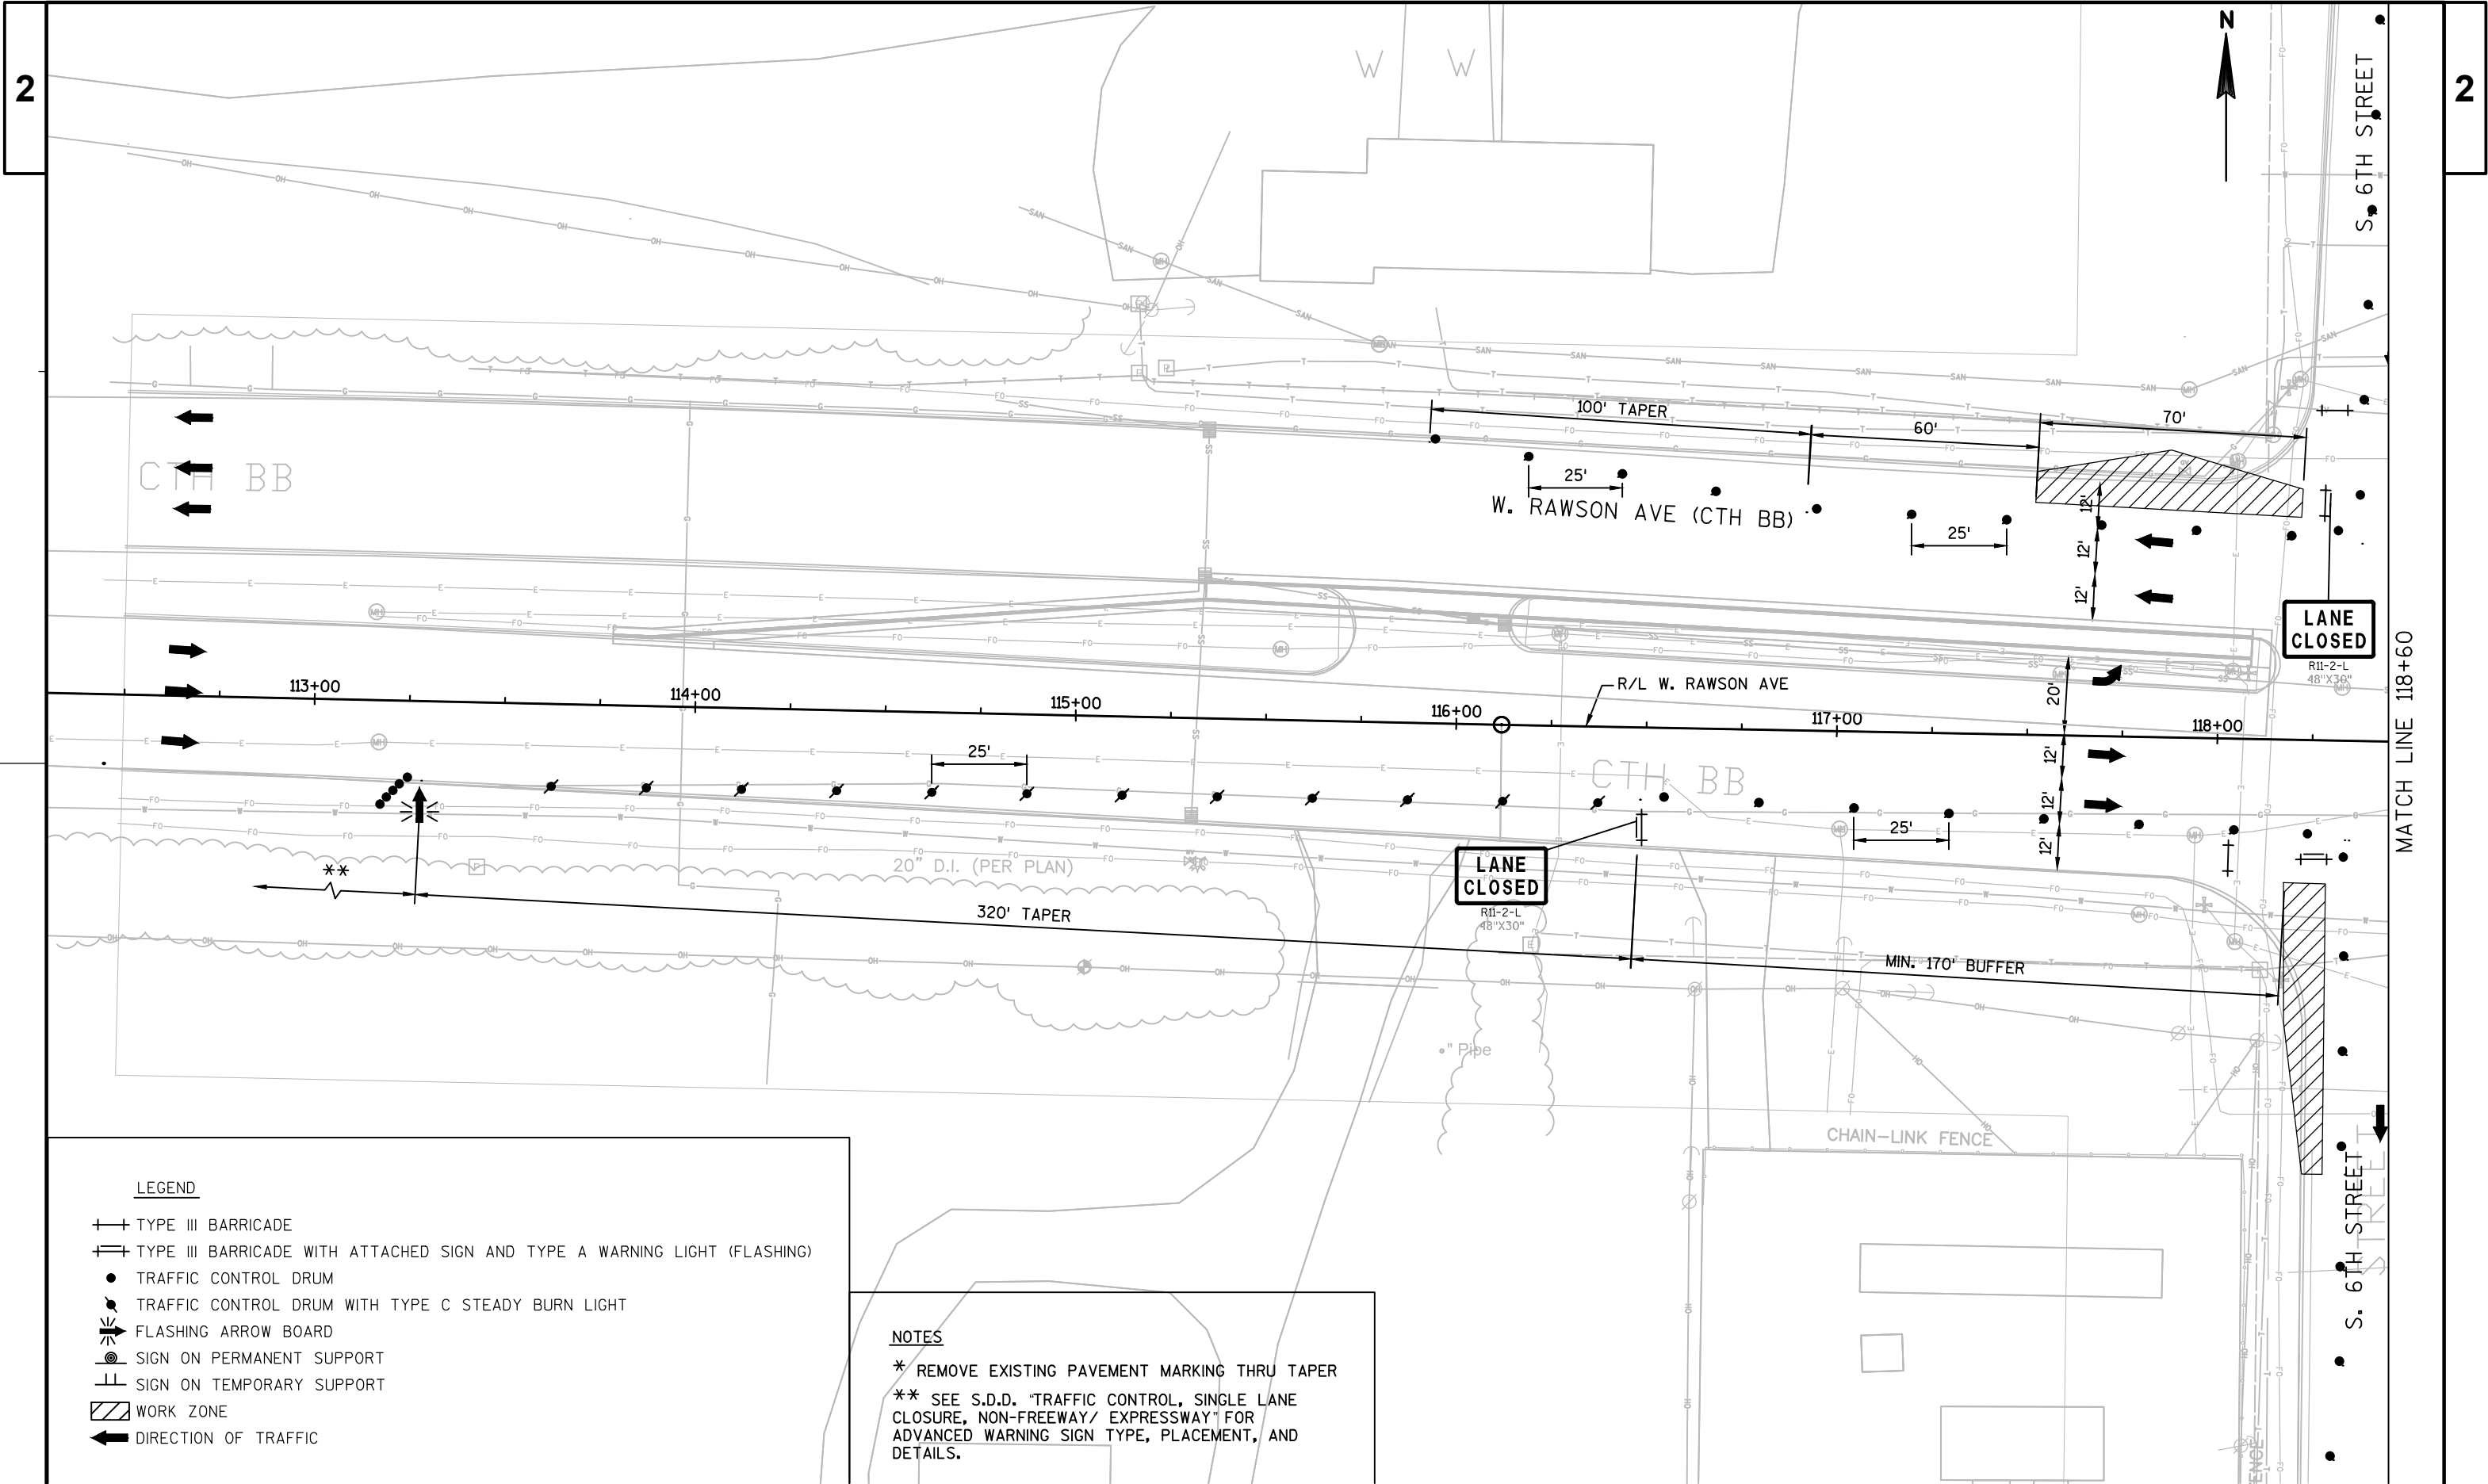 2
2
N
S. 6TH STREET
W W
100' TAPER
60'
70'
25'
W. RAWSON AVE (CTH BB)
25'
12'
12'
12'
CTH BB
LANE
CLOSED
R11-2-L
48"X30"
MATCH LINE 118+60
113+00
114+00
115+00
116+00
117+00
118+00
R/L W. RAWSON AVE
20'
12'
12'
12'
25'
CTH BB
25'
LANE
CLOSED
R11-2-L
48"X30"
20" D.I. (PER PLAN)
**
320' TAPER
MIN. 170' BUFFER
" Pipe
CHAIN-LINK FENCE
S. 6TH STREET
LEGEND
TYPE III BARRICADE
TYPE III BARRICADE WITH ATTACHED SIGN AND TYPE A WARNING LIGHT (FLASHING)
TRAFFIC CONTROL DRUM
TRAFFIC CONTROL DRUM WITH TYPE C STEADY BURN LIGHT
FLASHING ARROW BOARD
SIGN ON PERMANENT SUPPORT
SIGN ON TEMPORARY SUPPORT
WORK ZONE
DIRECTION OF TRAFFIC
NOTES
* REMOVE EXISTING PAVEMENT MARKING THRU TAPER
** SEE S.D.D. "TRAFFIC CONTROL, SINGLE LANE
CLOSURE, NON-FREEWAY/ EXPRESSWAY" FOR
ADVANCED WARNING SIGN TYPE, PLACEMENT, AND
DETAILS.